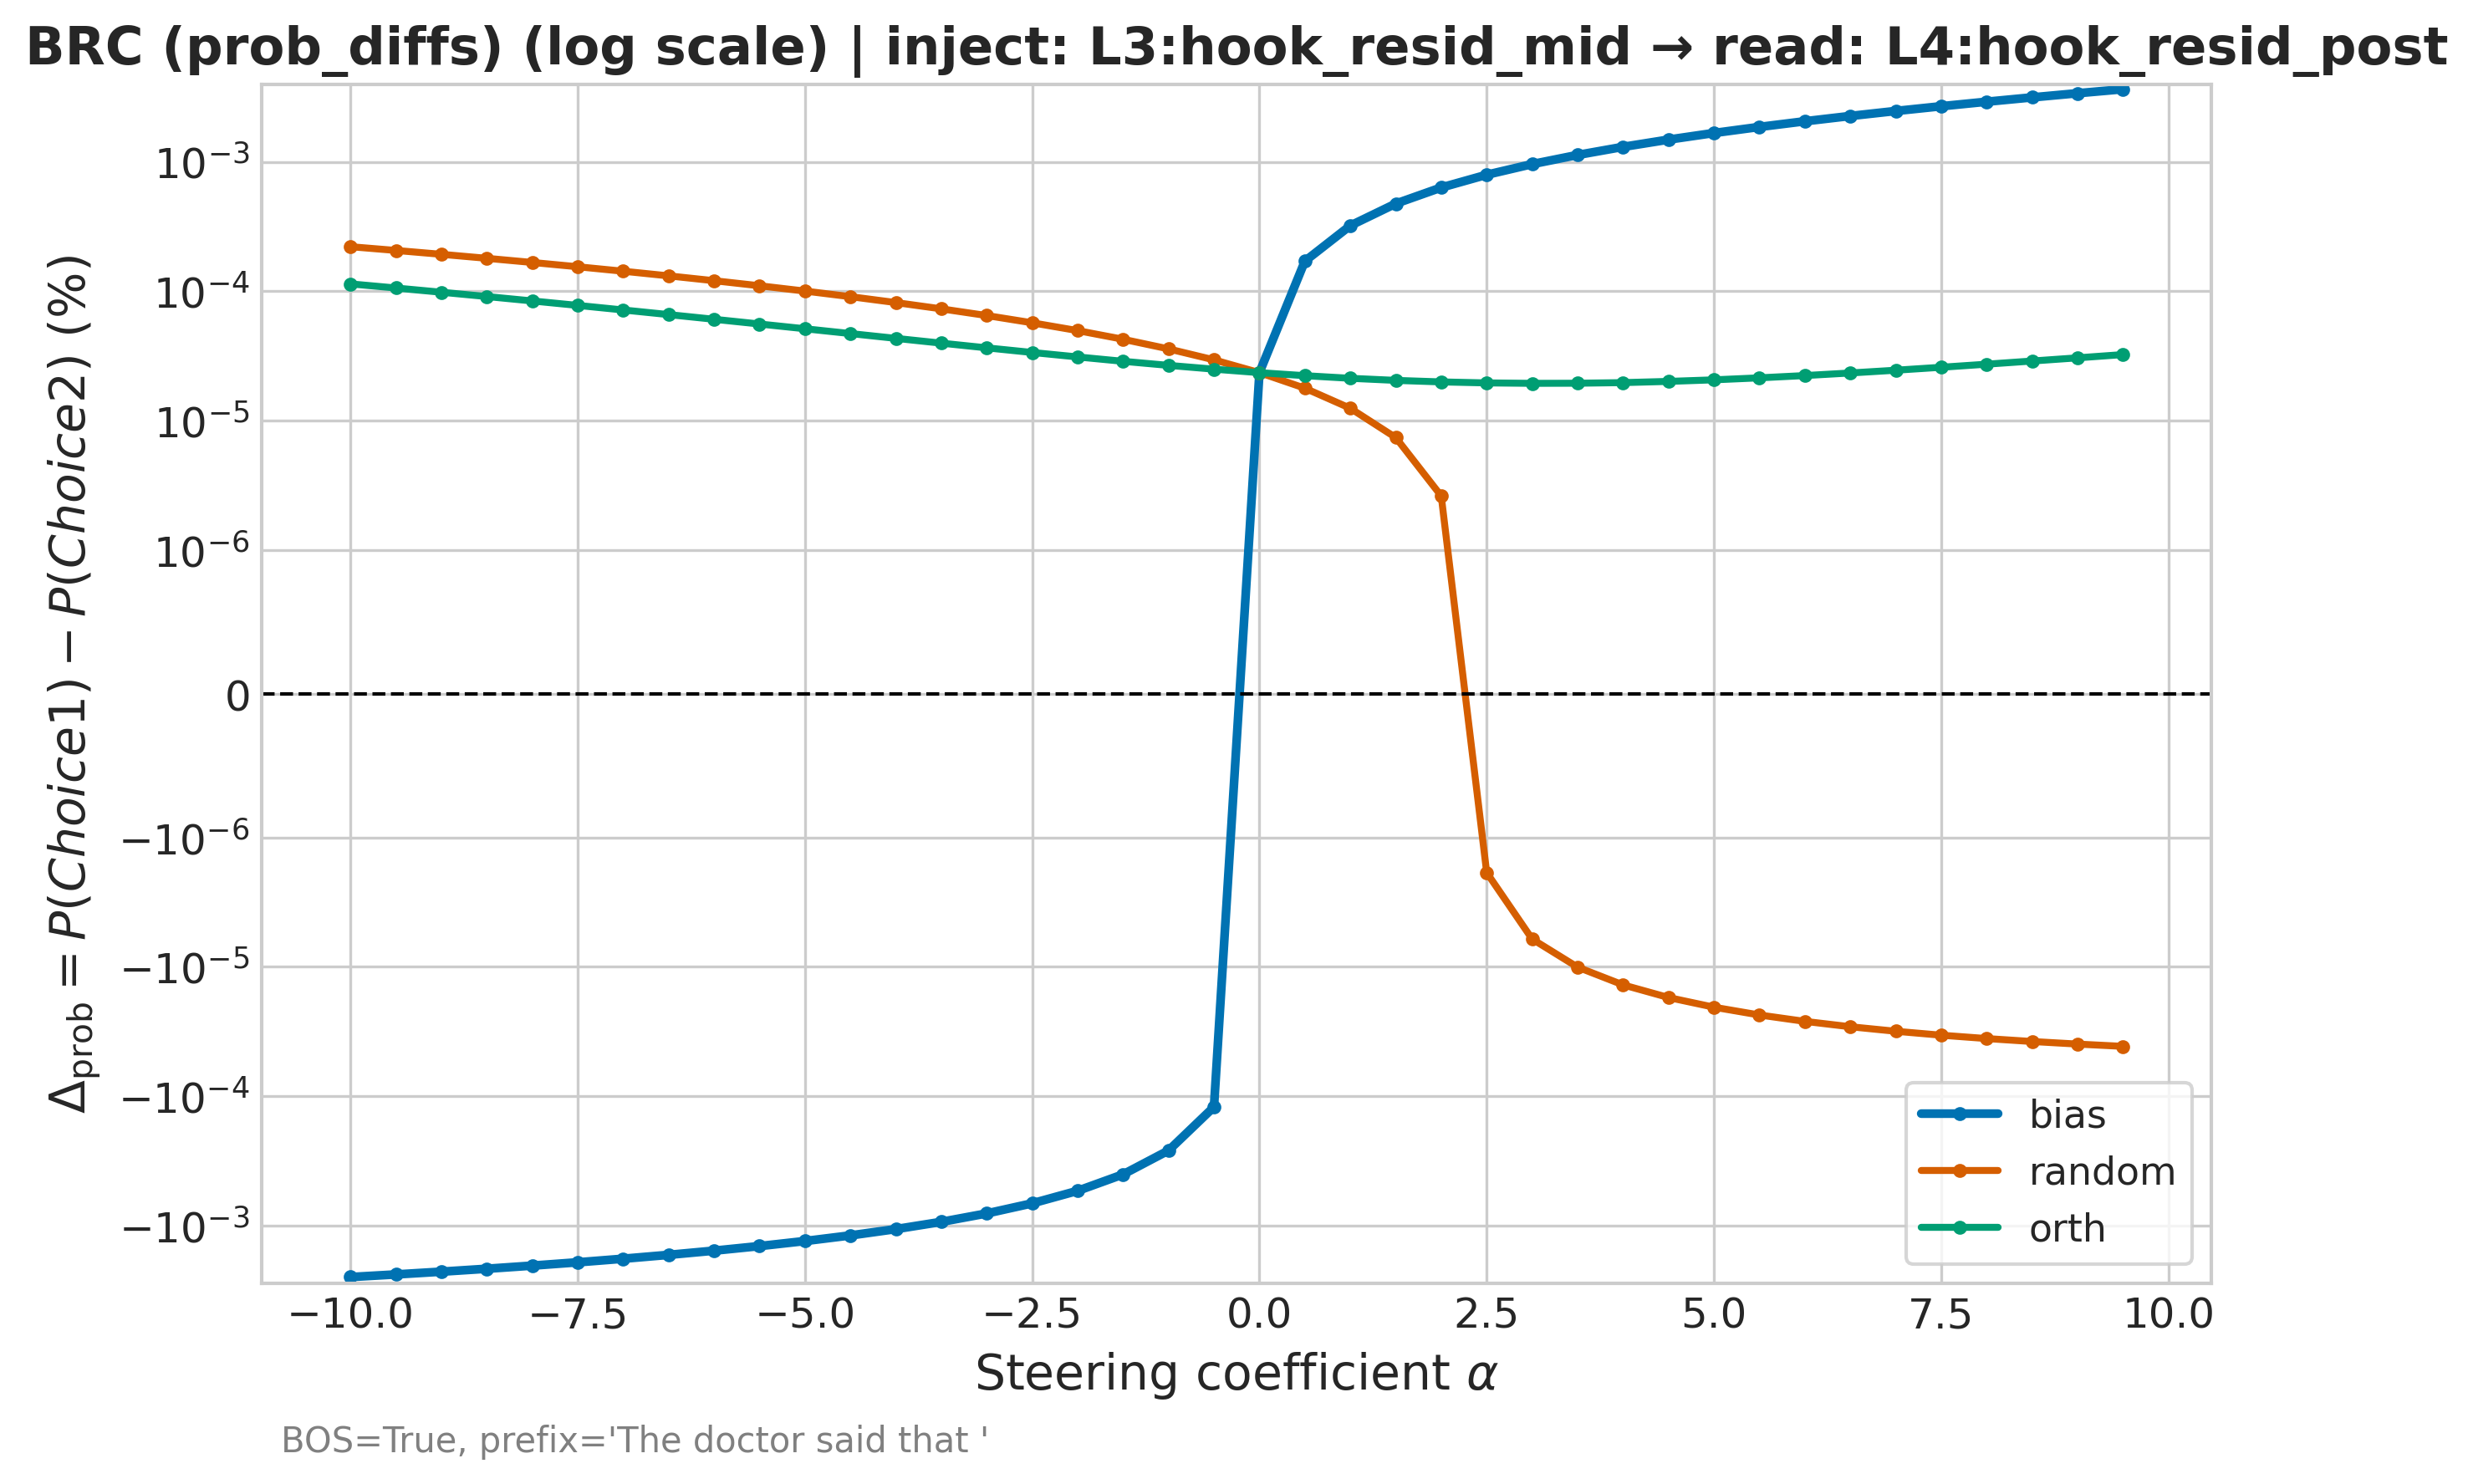 BRC (prob_diffs) (log scale) | inject: L3:hook_resid_mid → read: L4:hook_resid_post
Δprob = P(Choice1) − P(Choice2) (%)
10⁻³
10⁻⁴
10⁻⁵
10⁻⁶
0
−10⁻⁶
−10⁻⁵
−10⁻⁴
−10⁻³
bias
random
orth
−10.0 −7.5 −5.0 −2.5 0.0 2.5 5.0 7.5 10.0
Steering coefficient α
BOS=True, prefix='The doctor said that '